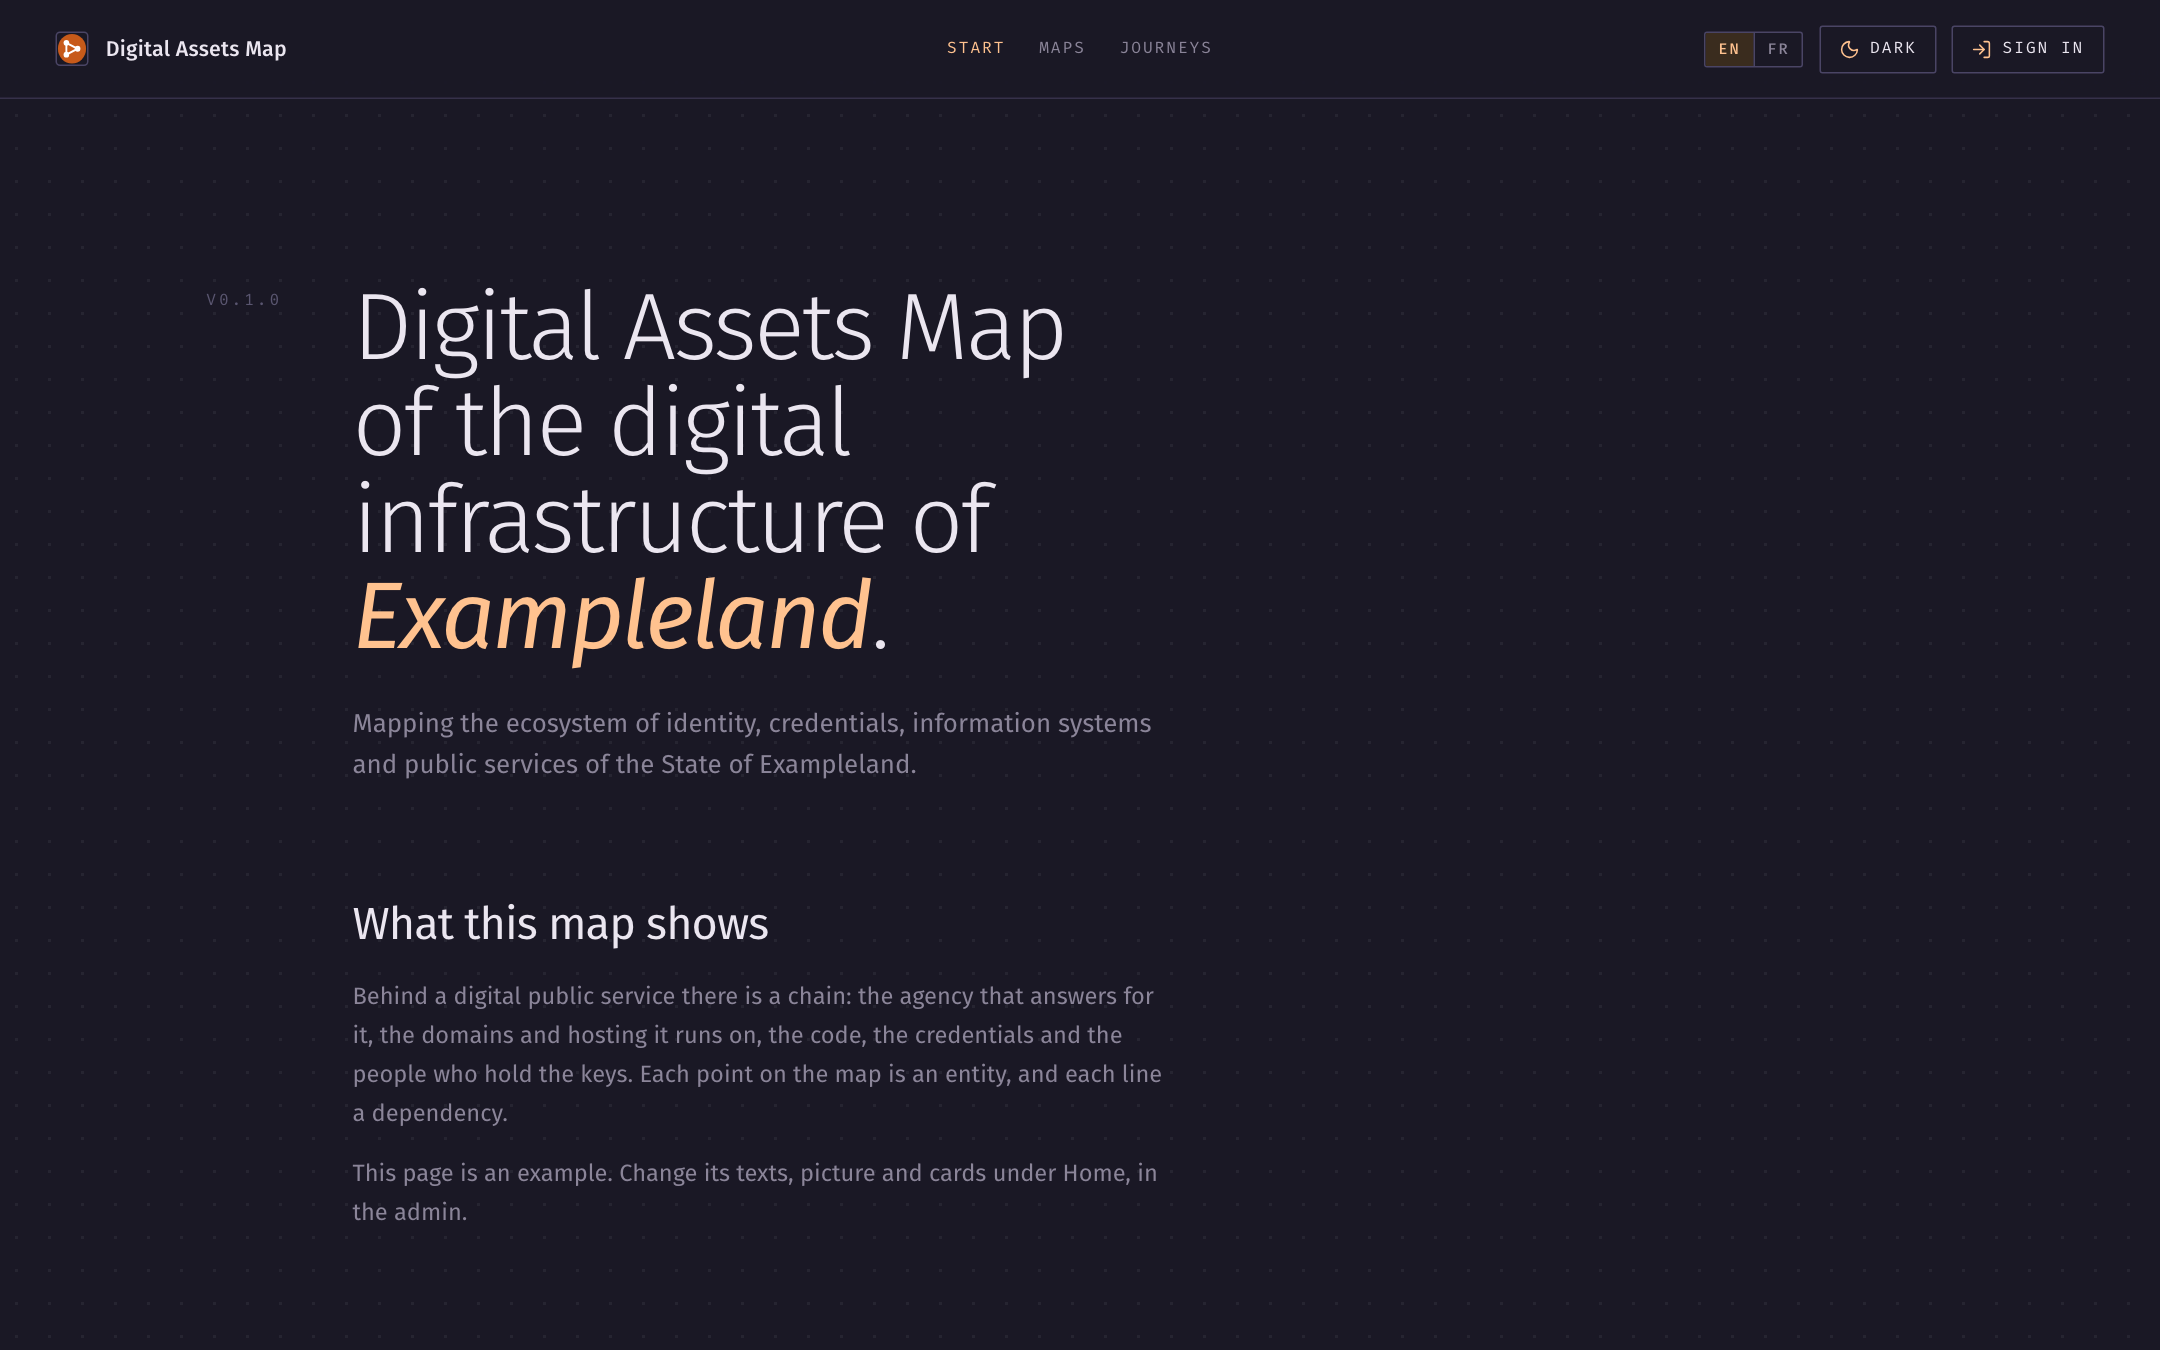 Digital Assets Map
START MAPS JOURNEYS
EN FR DARK SIGN IN
V0.1.0
Digital Assets Map
of the digital
infrastructure of
Exampleland.
Mapping the ecosystem of identity, credentials, information systems
and public services of the State of Exampleland.
What this map shows
Behind a digital public service there is a chain: the agency that answers for
it, the domains and hosting it runs on, the code, the credentials and the
people who hold the keys. Each point on the map is an entity, and each line
a dependency.
This page is an example. Change its texts, picture and cards under Home, in
the admin.